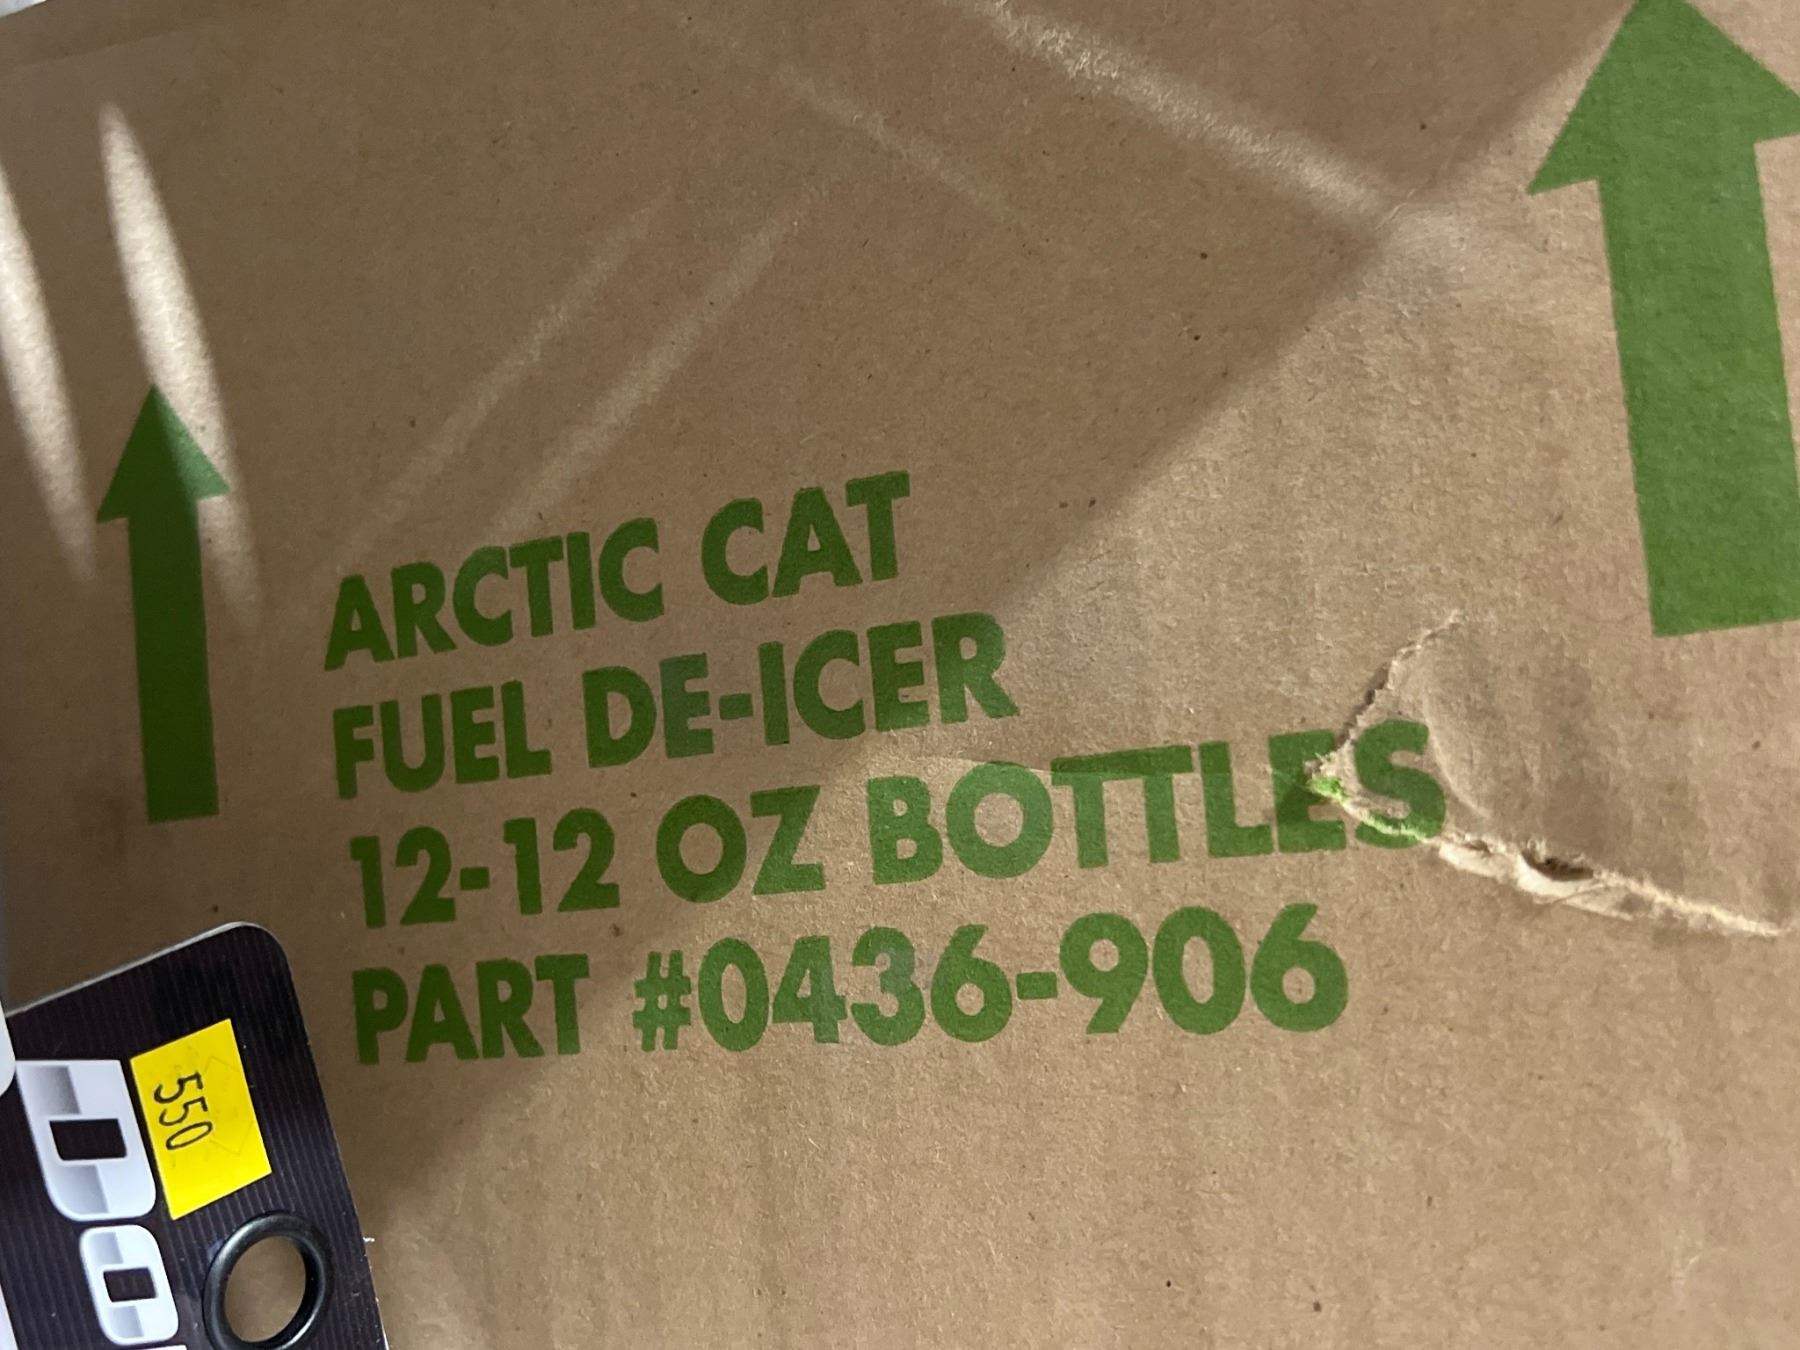 ARCTIC CAT
FUEL DE-ICER
12-12 OZ BOTTLES
PART #0436-906
550